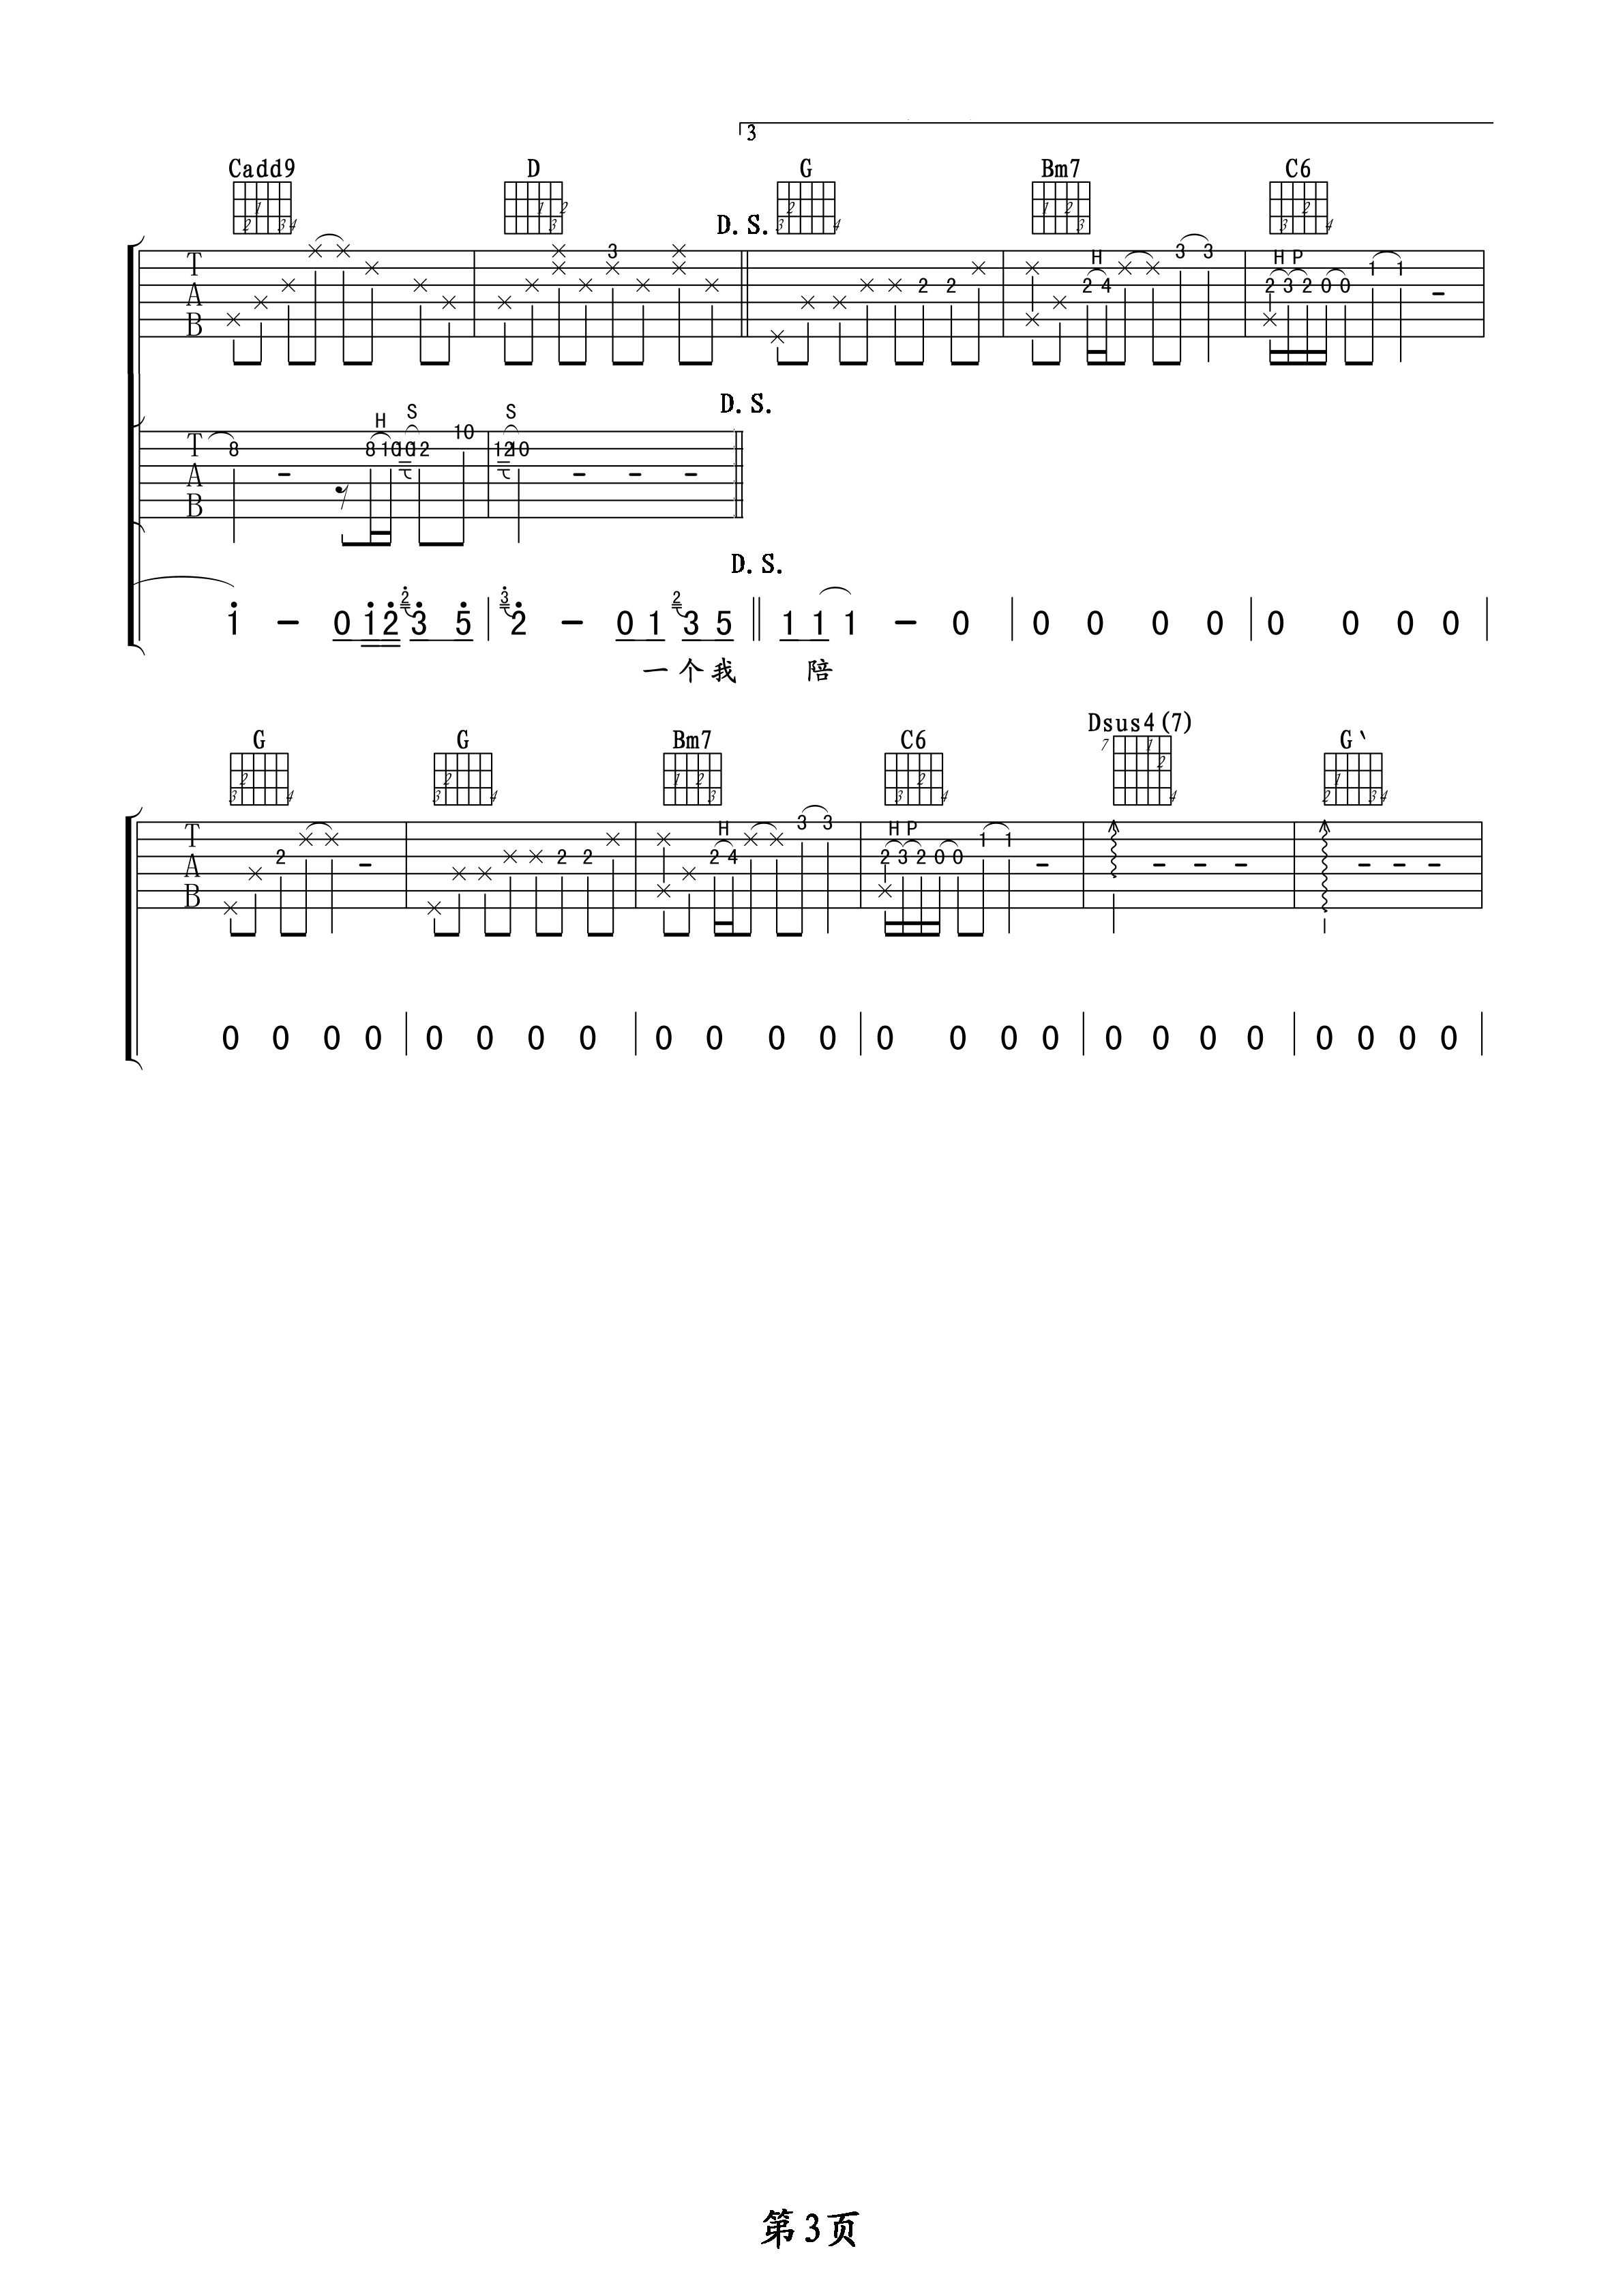 3
Cadd9 D G Bm7 C6
D.S.
T × × × × × × × × × × × × × 3 × × × × × × × × × 2 2 × × × × H 2 4 × × 3 3 H P × 2 3 2 0 0 1 1 -
A
B
D.S.
T 8 - H 8 10 S 10 12 10 S 12 10 - - -
A
B
D.S.
1 - 0 1 2 2 3 5 3 2 - 0 1 2 3 5 1 1 1 - 0 0 0 0 0 0 0 0 0
一个我 陪
G G Bm7 C6 Dsus4(7) G`
T × × 2 × × - × × × × × 2 2 × × × × H 2 4 × × 3 3 H P × 2 3 2 0 0 1 1 - - - - - - -
A
B
0 0 0 0 0 0 0 0 0 0 0 0 0 0 0 0 0 0 0 0 0 0 0 0
第3页